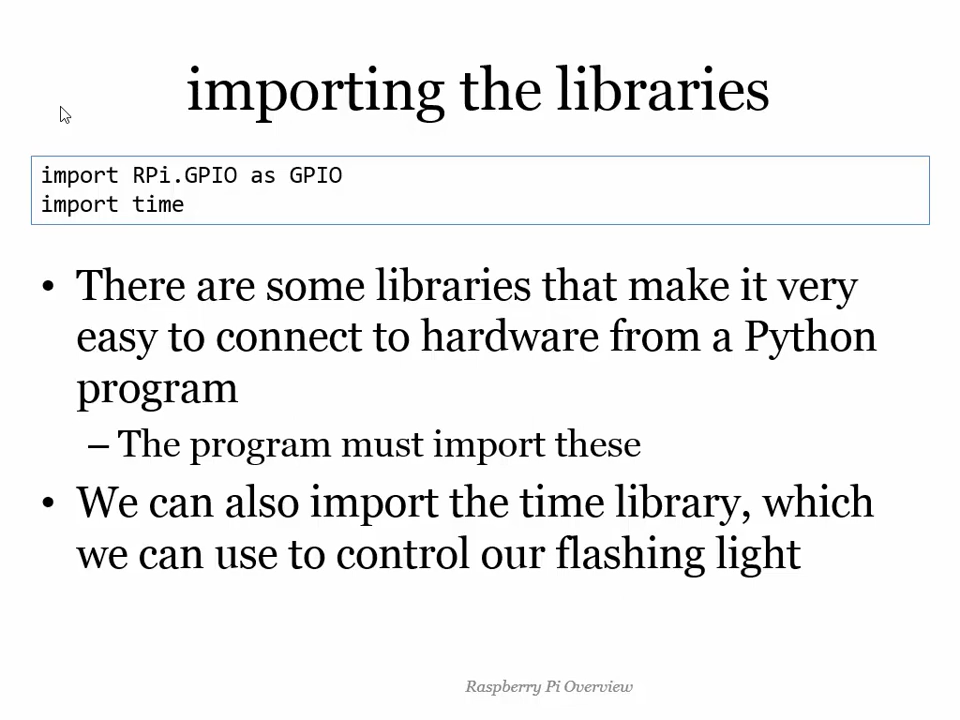 importing the libraries
import RPi.GPIO as GPIO
import time
• There are some libraries that make it very
easy to connect to hardware from a Python
program
– The program must import these
• We can also import the time library, which
we can use to control our flashing light
Raspberry Pi Overview